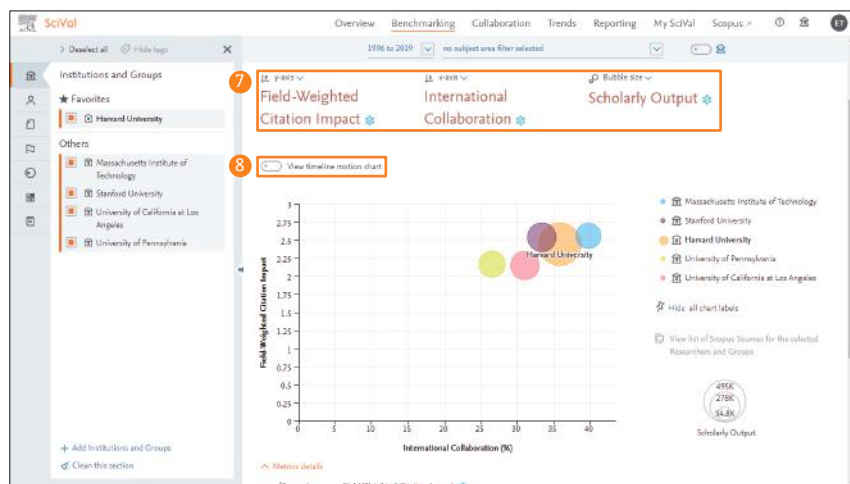 SciVal
Overview Benchmarking Collaboration Trends Reporting My SciVal Scopus
ET
Deselect all Hide tags
1996 to 2019 no subject area filter selected
Institutions and Groups
Favorites
Harvard University
Others
Massachusetts Institute of
Technology
Stanford University
University of California at Los
Angeles
University of Pennsylvania
+ Add Institutions and Groups
Clean this section
7
y-axis x-axis Bubble size
Field-Weighted International Scholarly Output
Citation Impact Collaboration
8
View timeline motion chart
Field-Weighted Citation Impact
3
2.75
2.5
2.25
2
1.75
1.5
1.25
1
0.75
0.5
0.25
0
0 5 10 15 20 25 30 35 40
Harvard University
International Collaboration (%)
Massachusetts Institute of Technology
Stanford University
Harvard University
University of Pennsylvania
University of California at Los Angeles
Hide all chart labels
View list of Scopus Sources for the selected
Researchers and Groups
495K
278K
54.8K
Scholarly Output
Metrics details